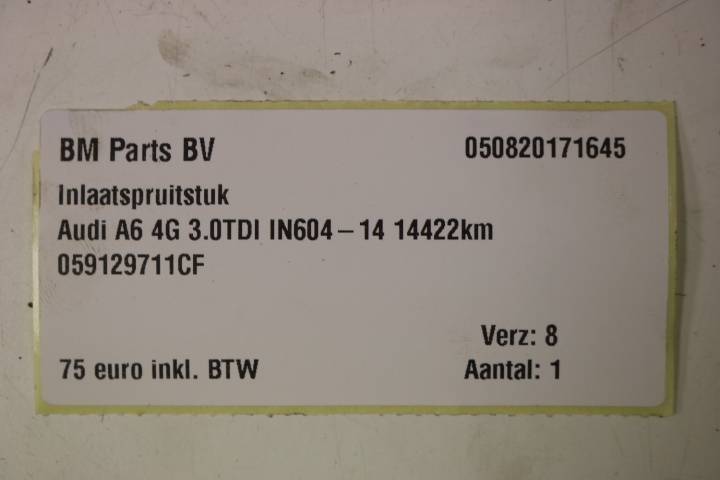 BM Parts BV 050820171645
Inlaatspruitstuk
Audi A6 4G 3.0TDI IN604-14 14422km
059129711CF
Verz: 8
75 euro inkl. BTW Aantal: 1